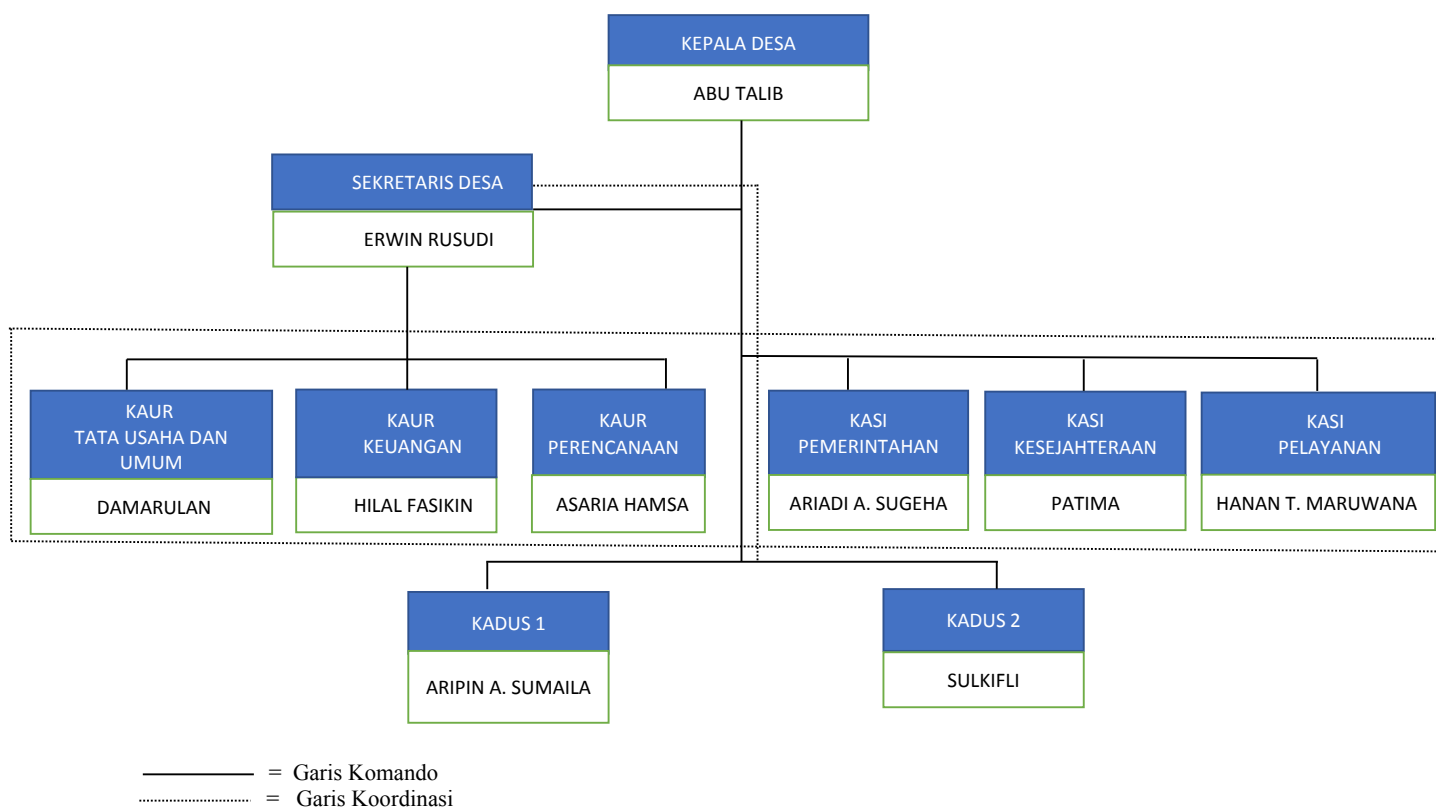 KEPALA DESA
ABU TALIB
SEKRETARIS DESA
ERWIN RUSUDI
KAUR
TATA USAHA DAN
UMUM
DAMARULAN
KAUR
KEUANGAN
HILAL FASIKIN
KAUR
PERENCANAAN
ASARIA HAMSA
KASI
PEMERINTAHAN
ARIADI A. SUGEHA
KASI
KESEJAHTERAAN
PATIMA
KASI
PELAYANAN
HANAN T. MARUWANA
KADUS 1
ARIPIN A. SUMAILA
KADUS 2
SULKIFLI
= Garis Komando
= Garis Koordinasi